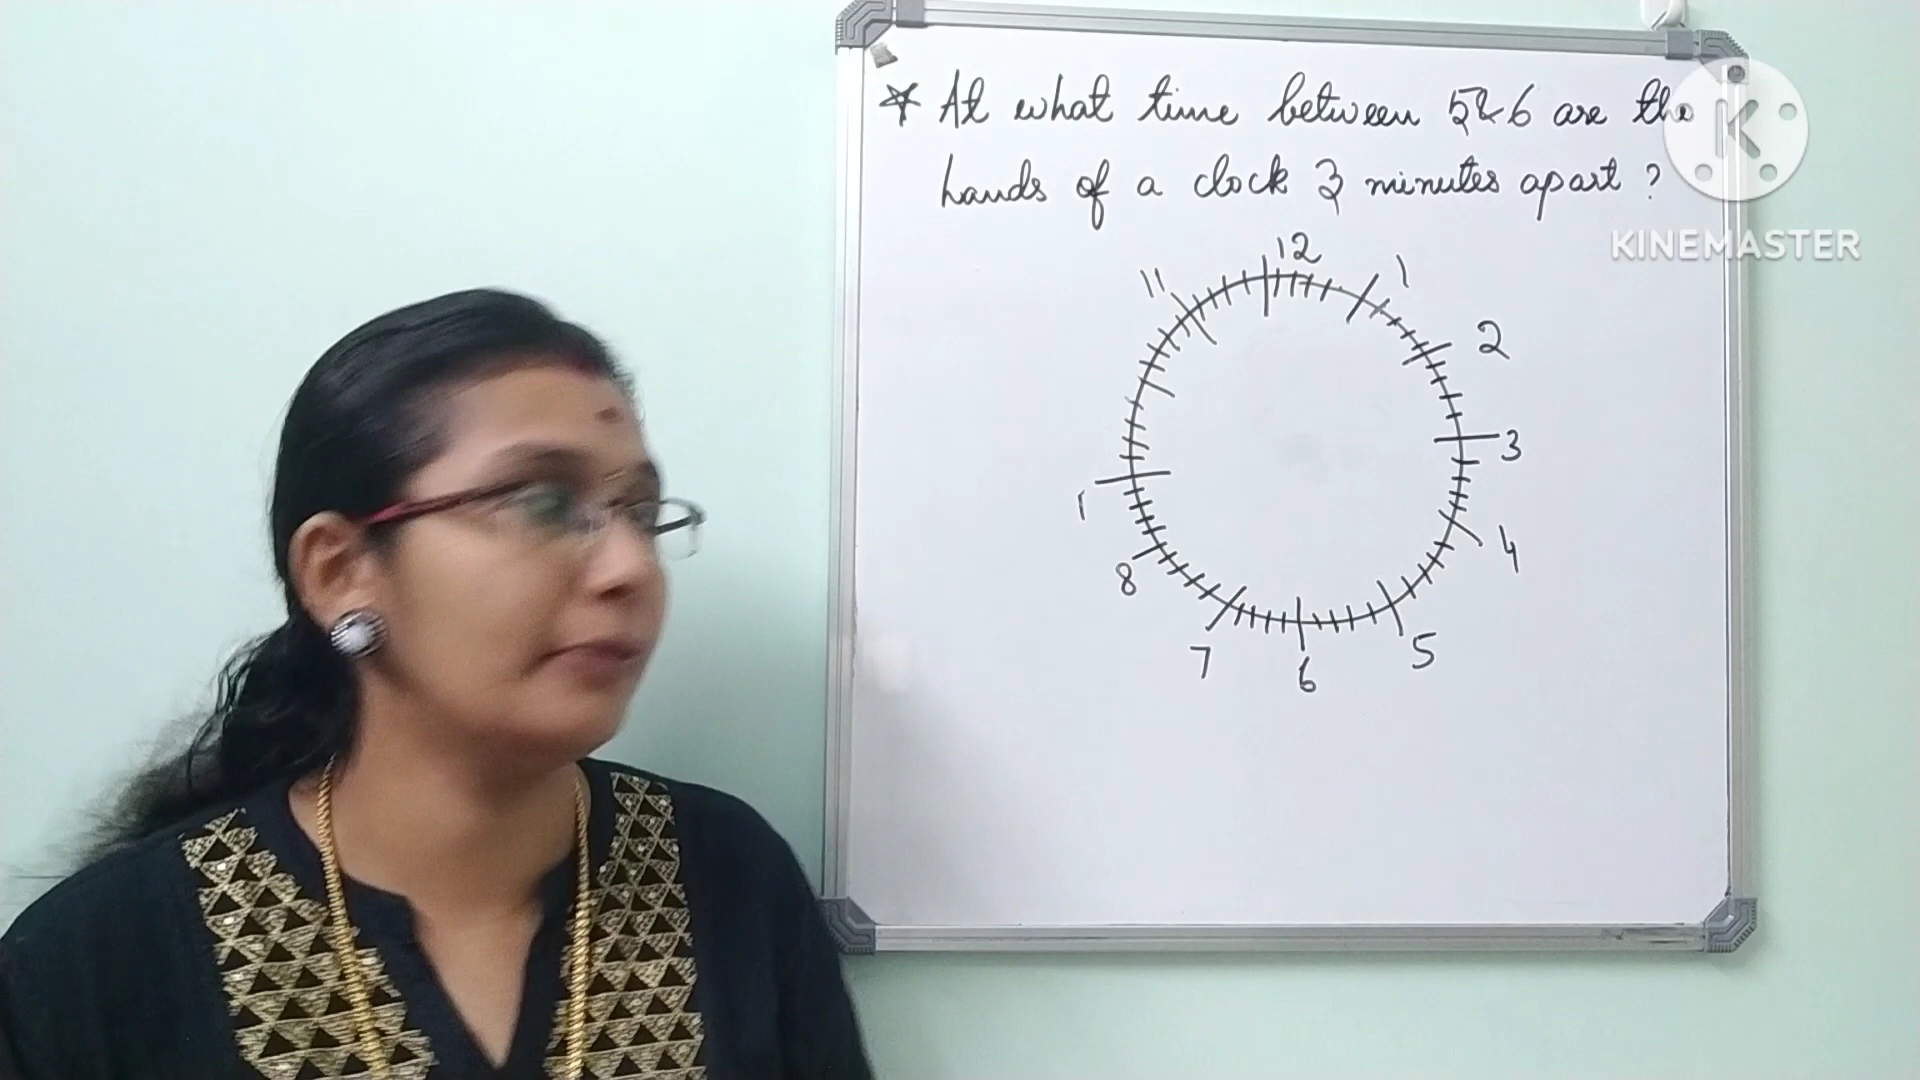 * At what time between 5 & 6 are the
hands of a clock 3 minutes apart ?
K
KINEMASTER
12
11
1
2
3
1
4
8
5
7
6